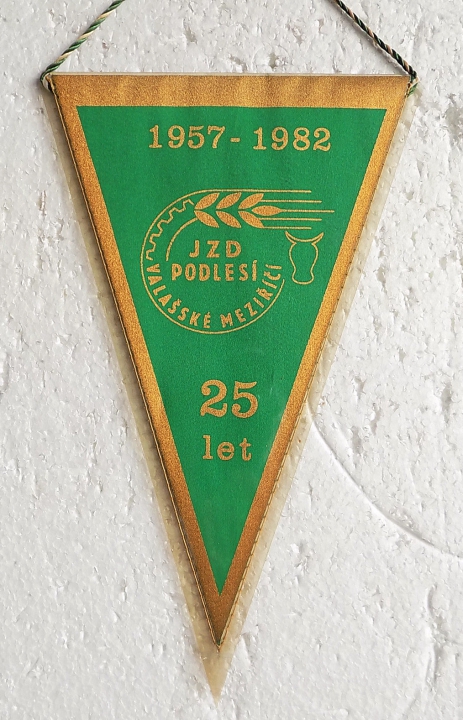 1957 - 1982
JZD
PODLESÍ
VALAŠSKÉ MEZIŘÍČÍ
25
let